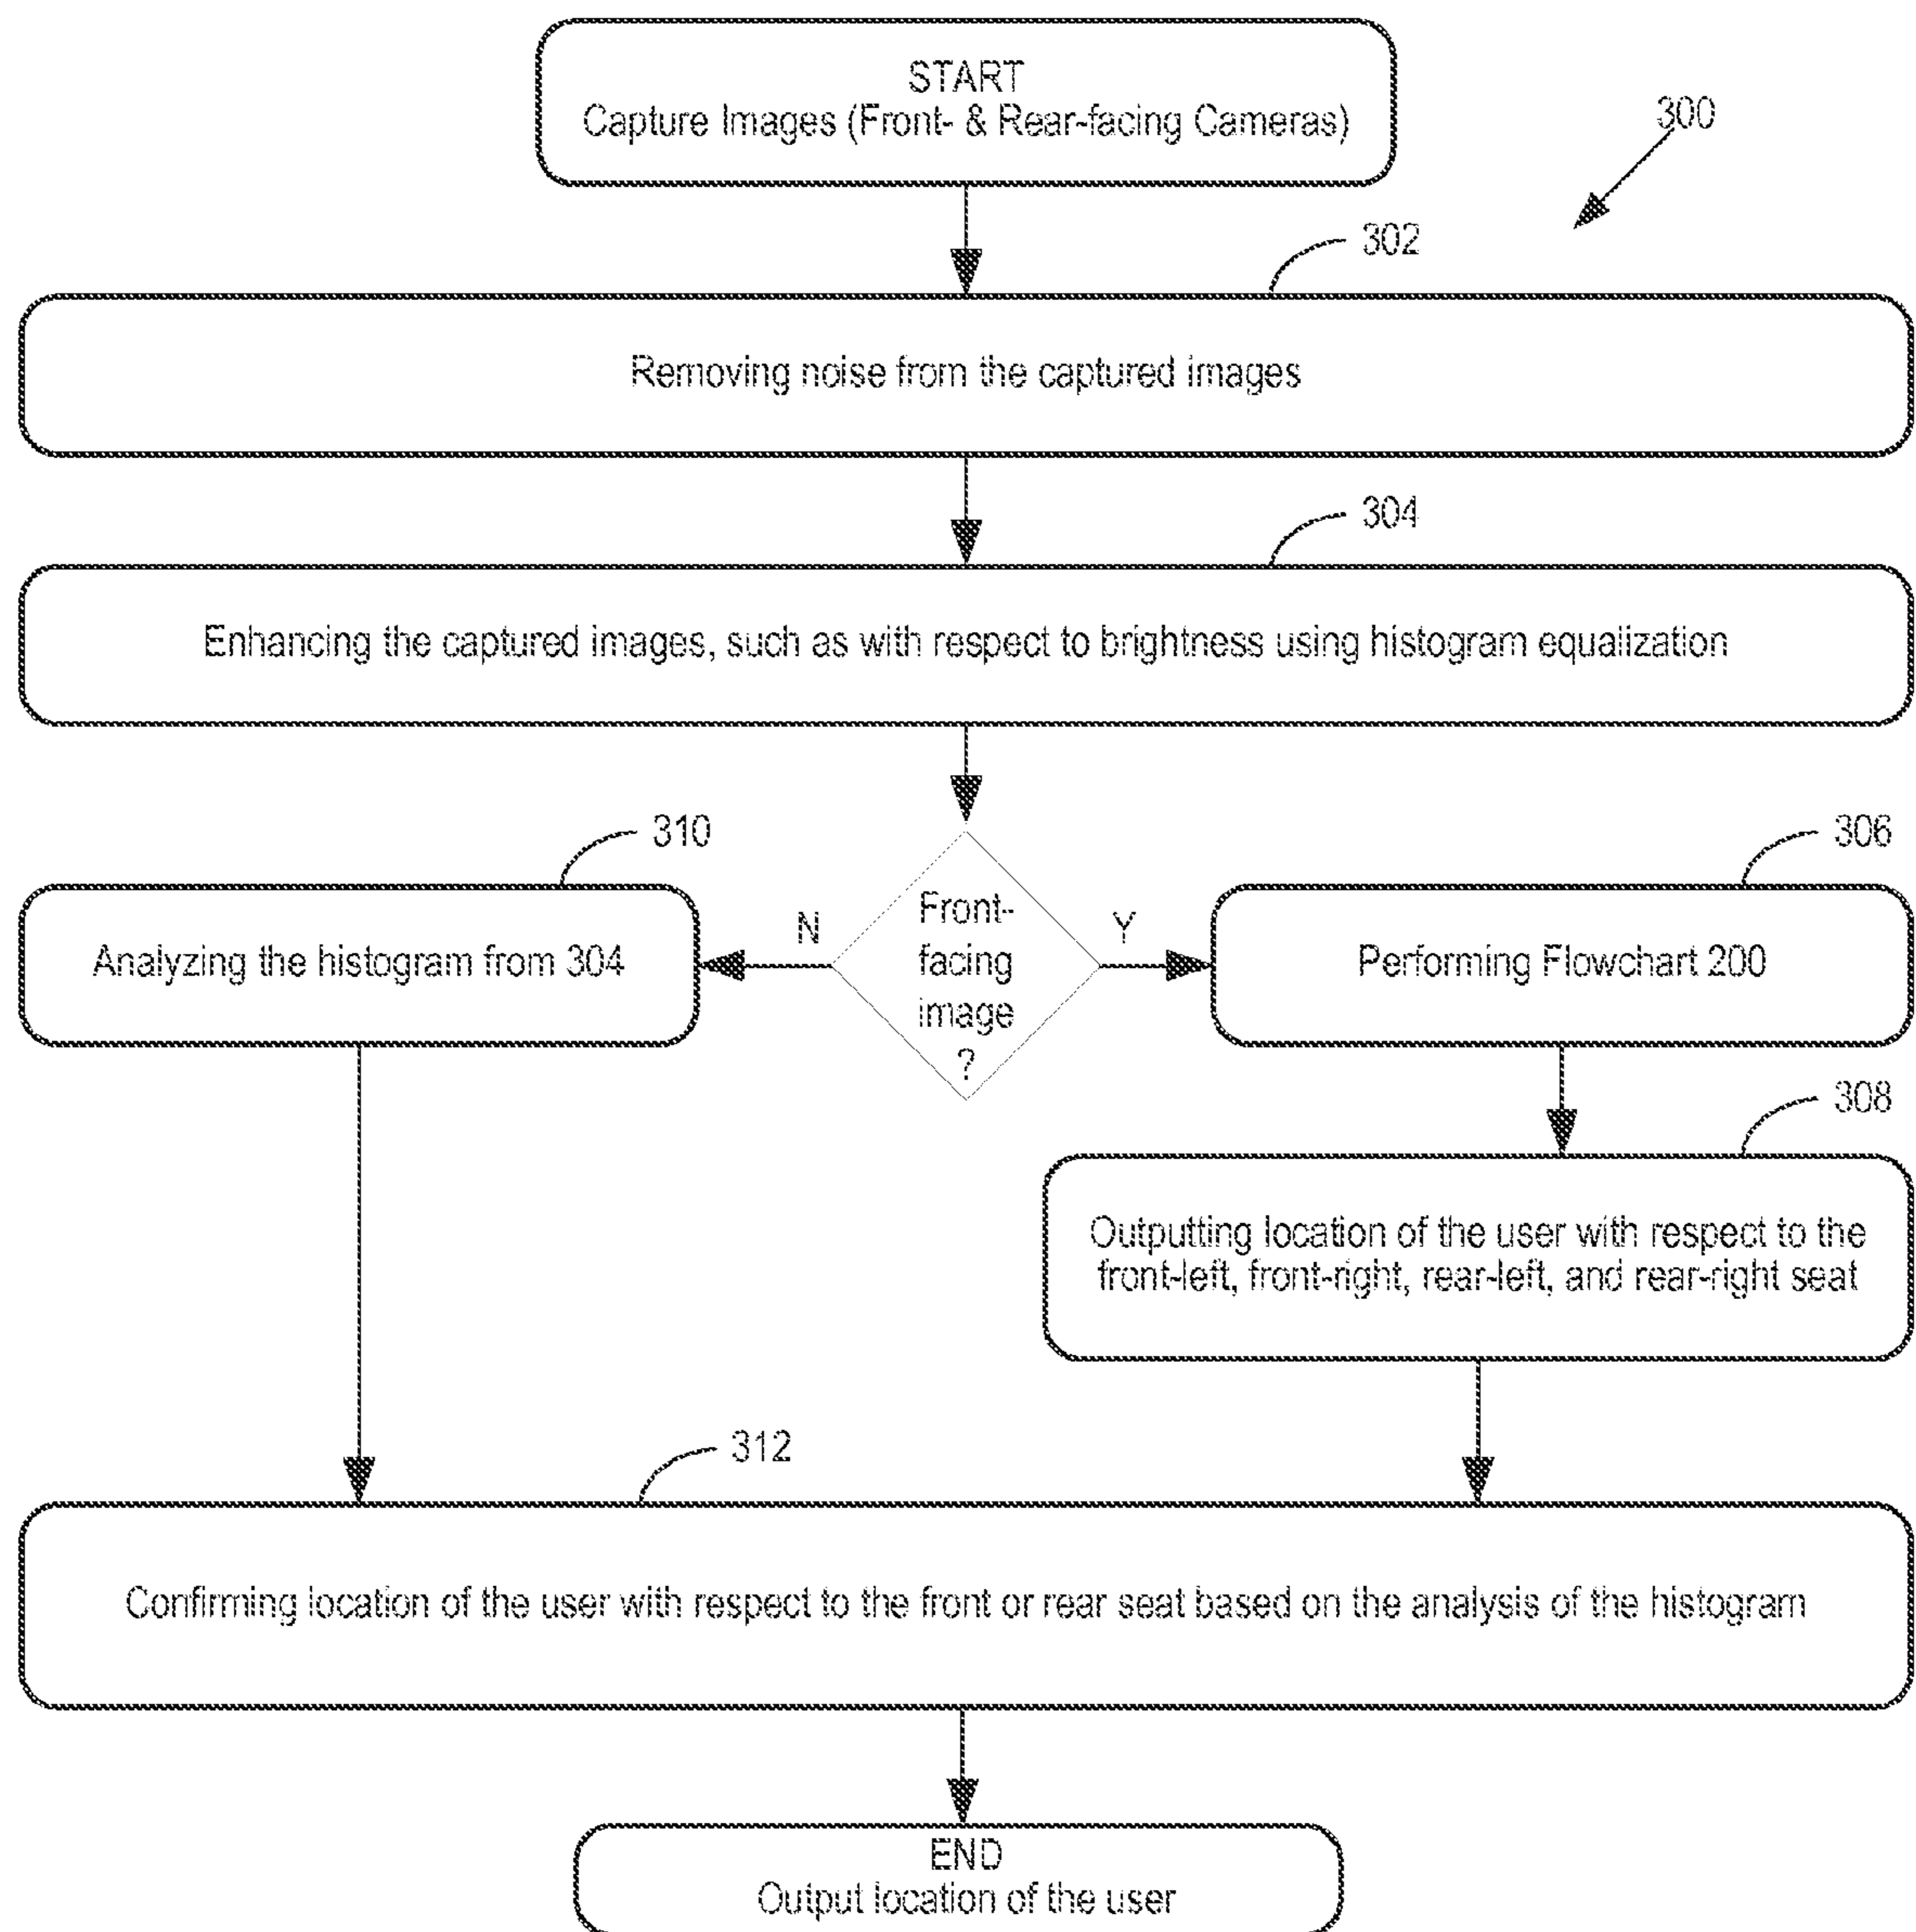 START
Capture Images (Front- & Rear-facing Cameras)
300
302
Removing noise from the captured images
304
Enhancing the captured images, such as with respect to brightness using histogram equalization
310
306
Analyzing the histogram from 304
N
Front-
facing
image
?
Y
Performing Flowchart 200
308
Outputting location of the user with respect to the
front-left, front-right, rear-left, and rear-right seat
312
Confirming location of the user with respect to the front or rear seat based on the analysis of the histogram
END
Output location of the user